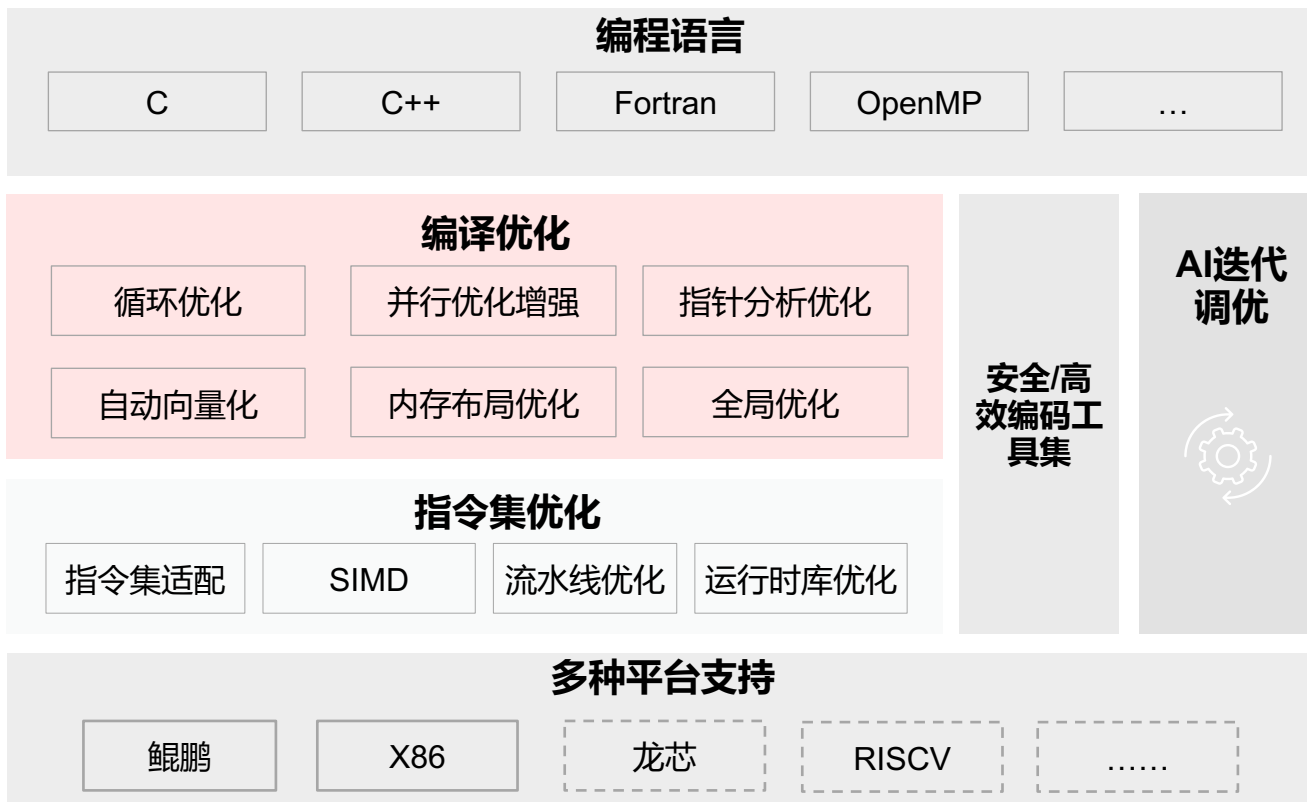 编程语言
C
C++
Fortran
OpenMP
…
编译优化
循环优化
并行优化增强
指针分析优化
自动向量化
内存布局优化
全局优化
指令集优化
指令集适配
SIMD
流水线优化
运行时库优化
安全/高
效编码工
具集
AI迭代
调优
多种平台支持
鲲鹏
X86
龙芯
RISCV
……